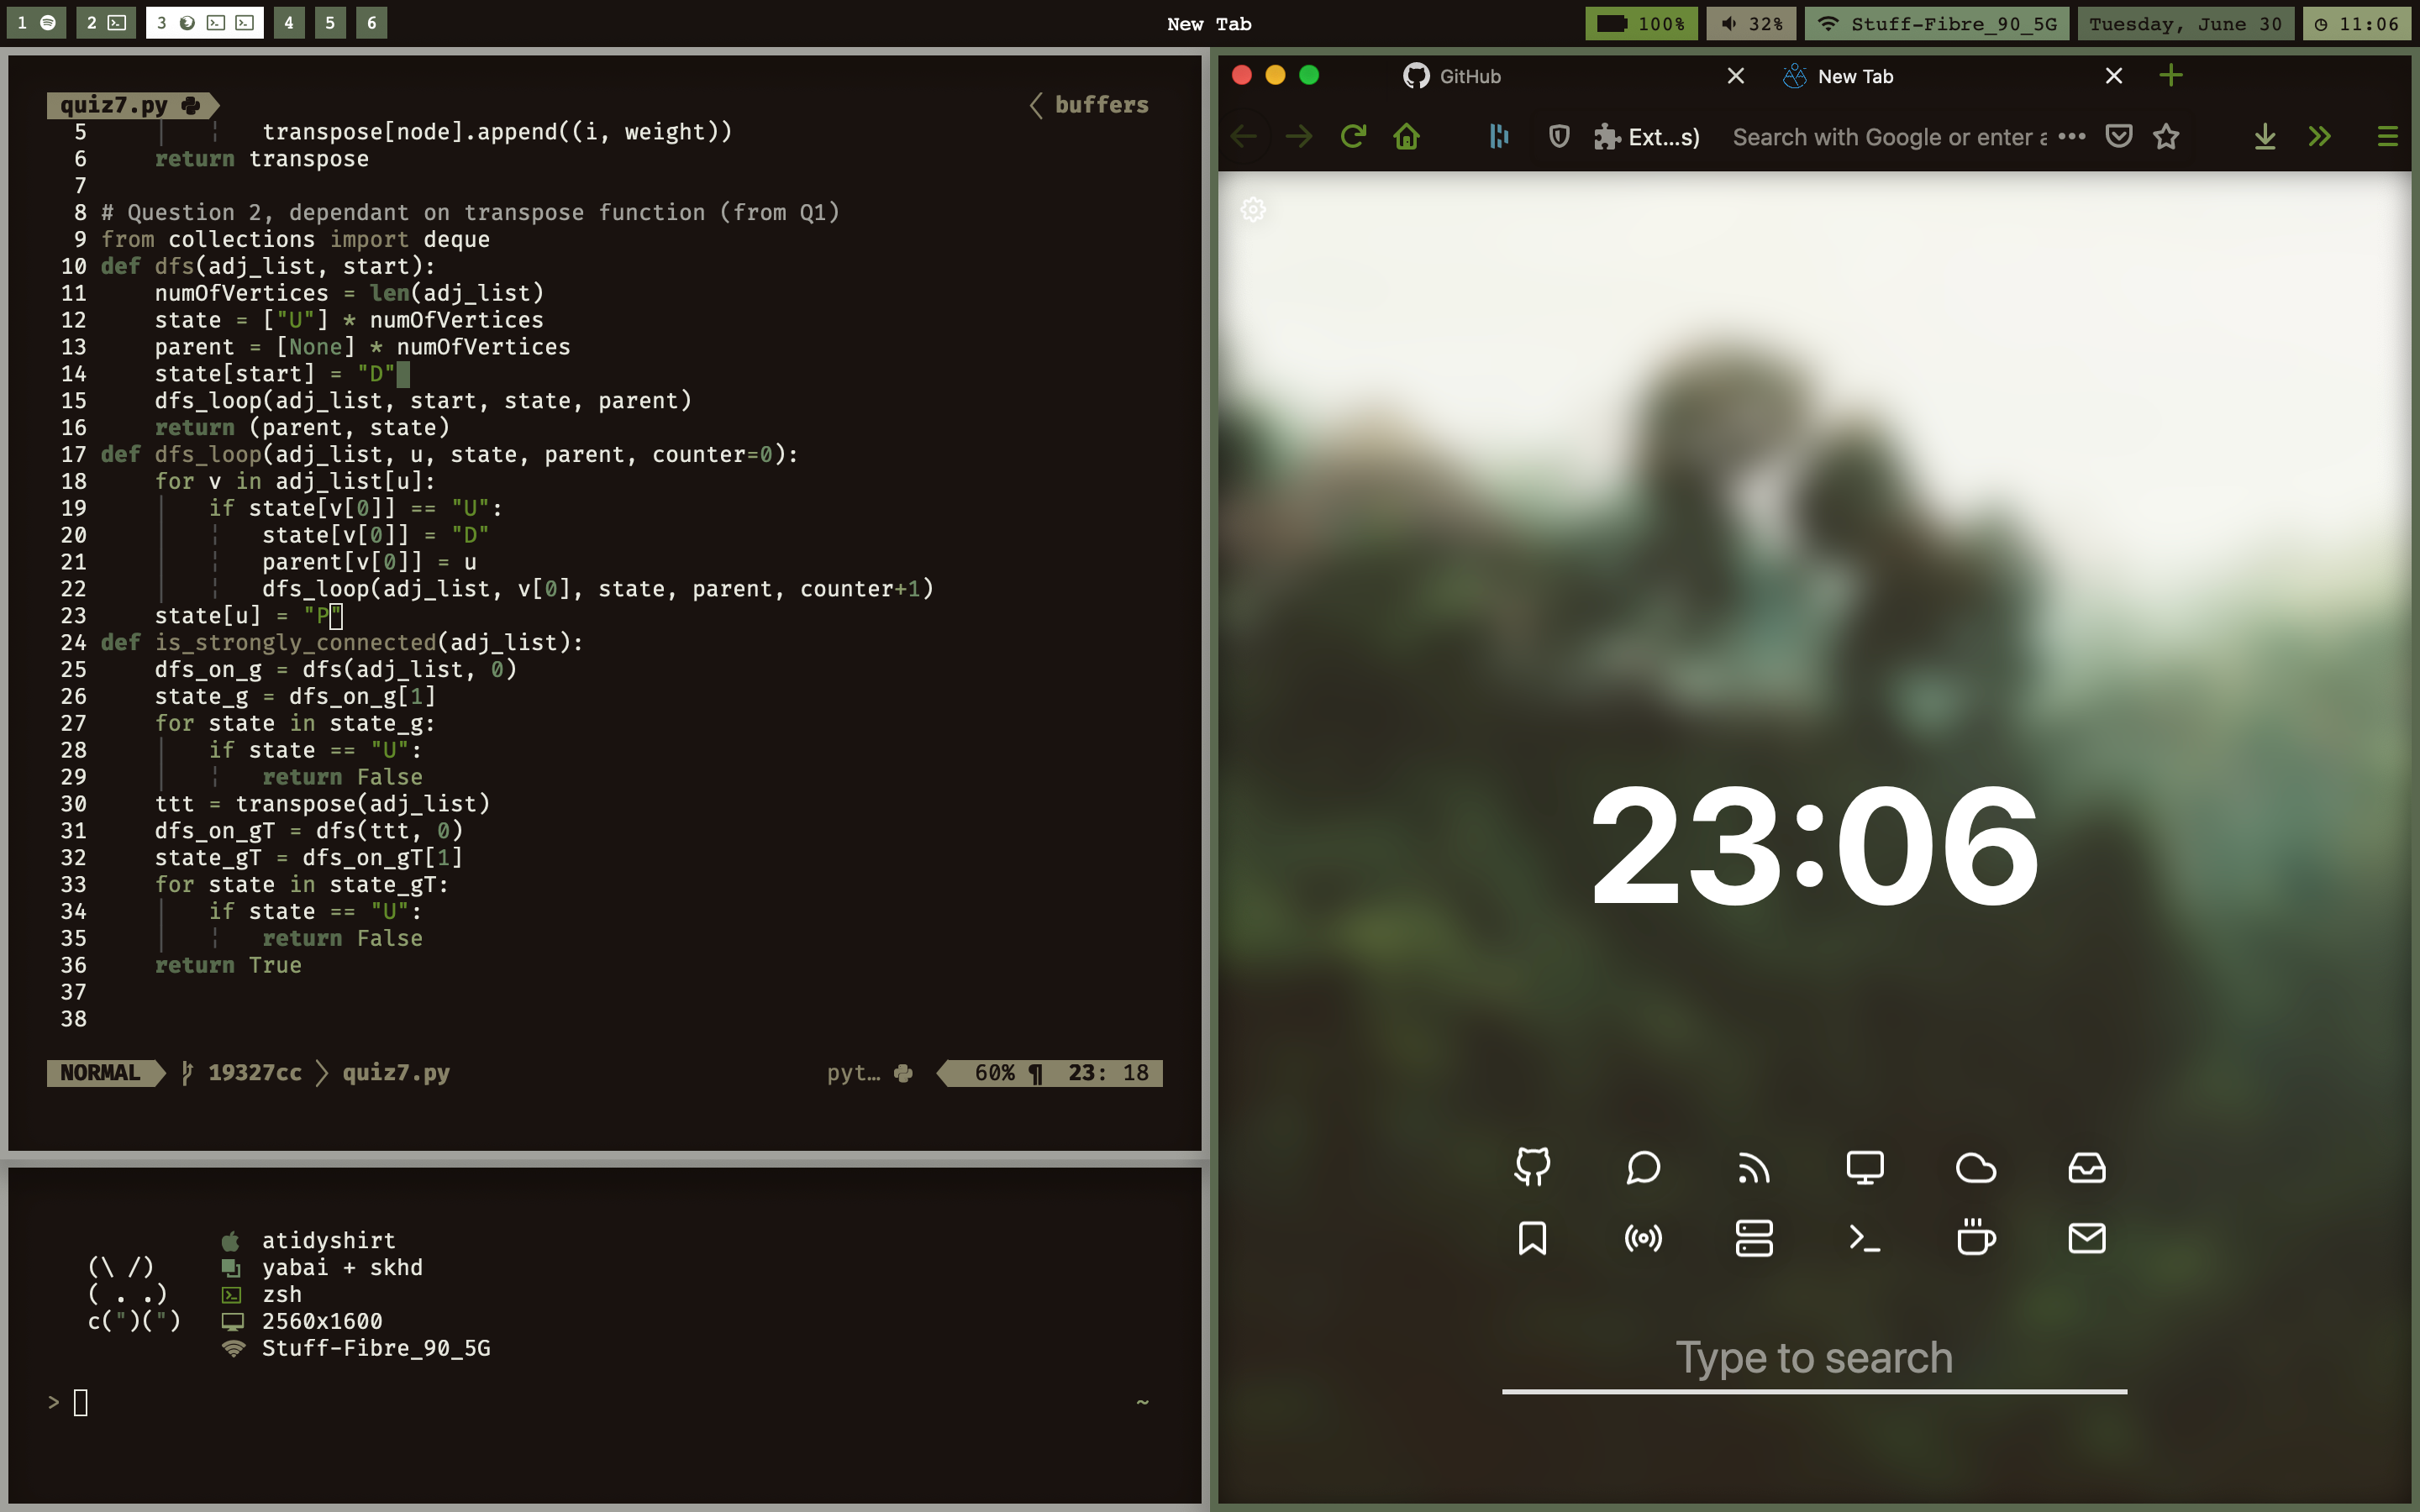 1 2 3 4 5 6
New Tab
100% 32% Stuff-Fibre_90_5G Tuesday, June 30 11:06
quiz7.py buffers
5 transpose[node].append((i, weight))
6 return transpose
7
8 # Question 2, dependant on transpose function (from Q1)
9 from collections import deque
10 def dfs(adj_list, start):
11 numOfVertices = len(adj_list)
12 state = ["U"] * numOfVertices
13 parent = [None] * numOfVertices
14 state[start] = "D"
15 dfs_loop(adj_list, start, state, parent)
16 return (parent, state)
17 def dfs_loop(adj_list, u, state, parent, counter=0):
18 for v in adj_list[u]:
19 if state[v[0]] == "U":
20 state[v[0]] = "D"
21 parent[v[0]] = u
22 dfs_loop(adj_list, v[0], state, parent, counter+1)
23 state[u] = "P"
24 def is_strongly_connected(adj_list):
25 dfs_on_g = dfs(adj_list, 0)
26 state_g = dfs_on_g[1]
27 for state in state_g:
28 if state == "U":
29 return False
30 ttt = transpose(adj_list)
31 dfs_on_gT = dfs(ttt, 0)
32 state_gT = dfs_on_gT[1]
33 for state in state_gT:
34 if state == "U":
35 return False
36 return True
37
38
NORMAL 19327cc quiz7.py pyt… 60% ¶ 23: 18
atidyshirt
(\ /) yabai + skhd
( . .) zsh
c(")(") 2560x1600
Stuff-Fibre_90_5G
> ~
GitHub New Tab
Ext...s) Search with Google or enter a
23:06
Type to search